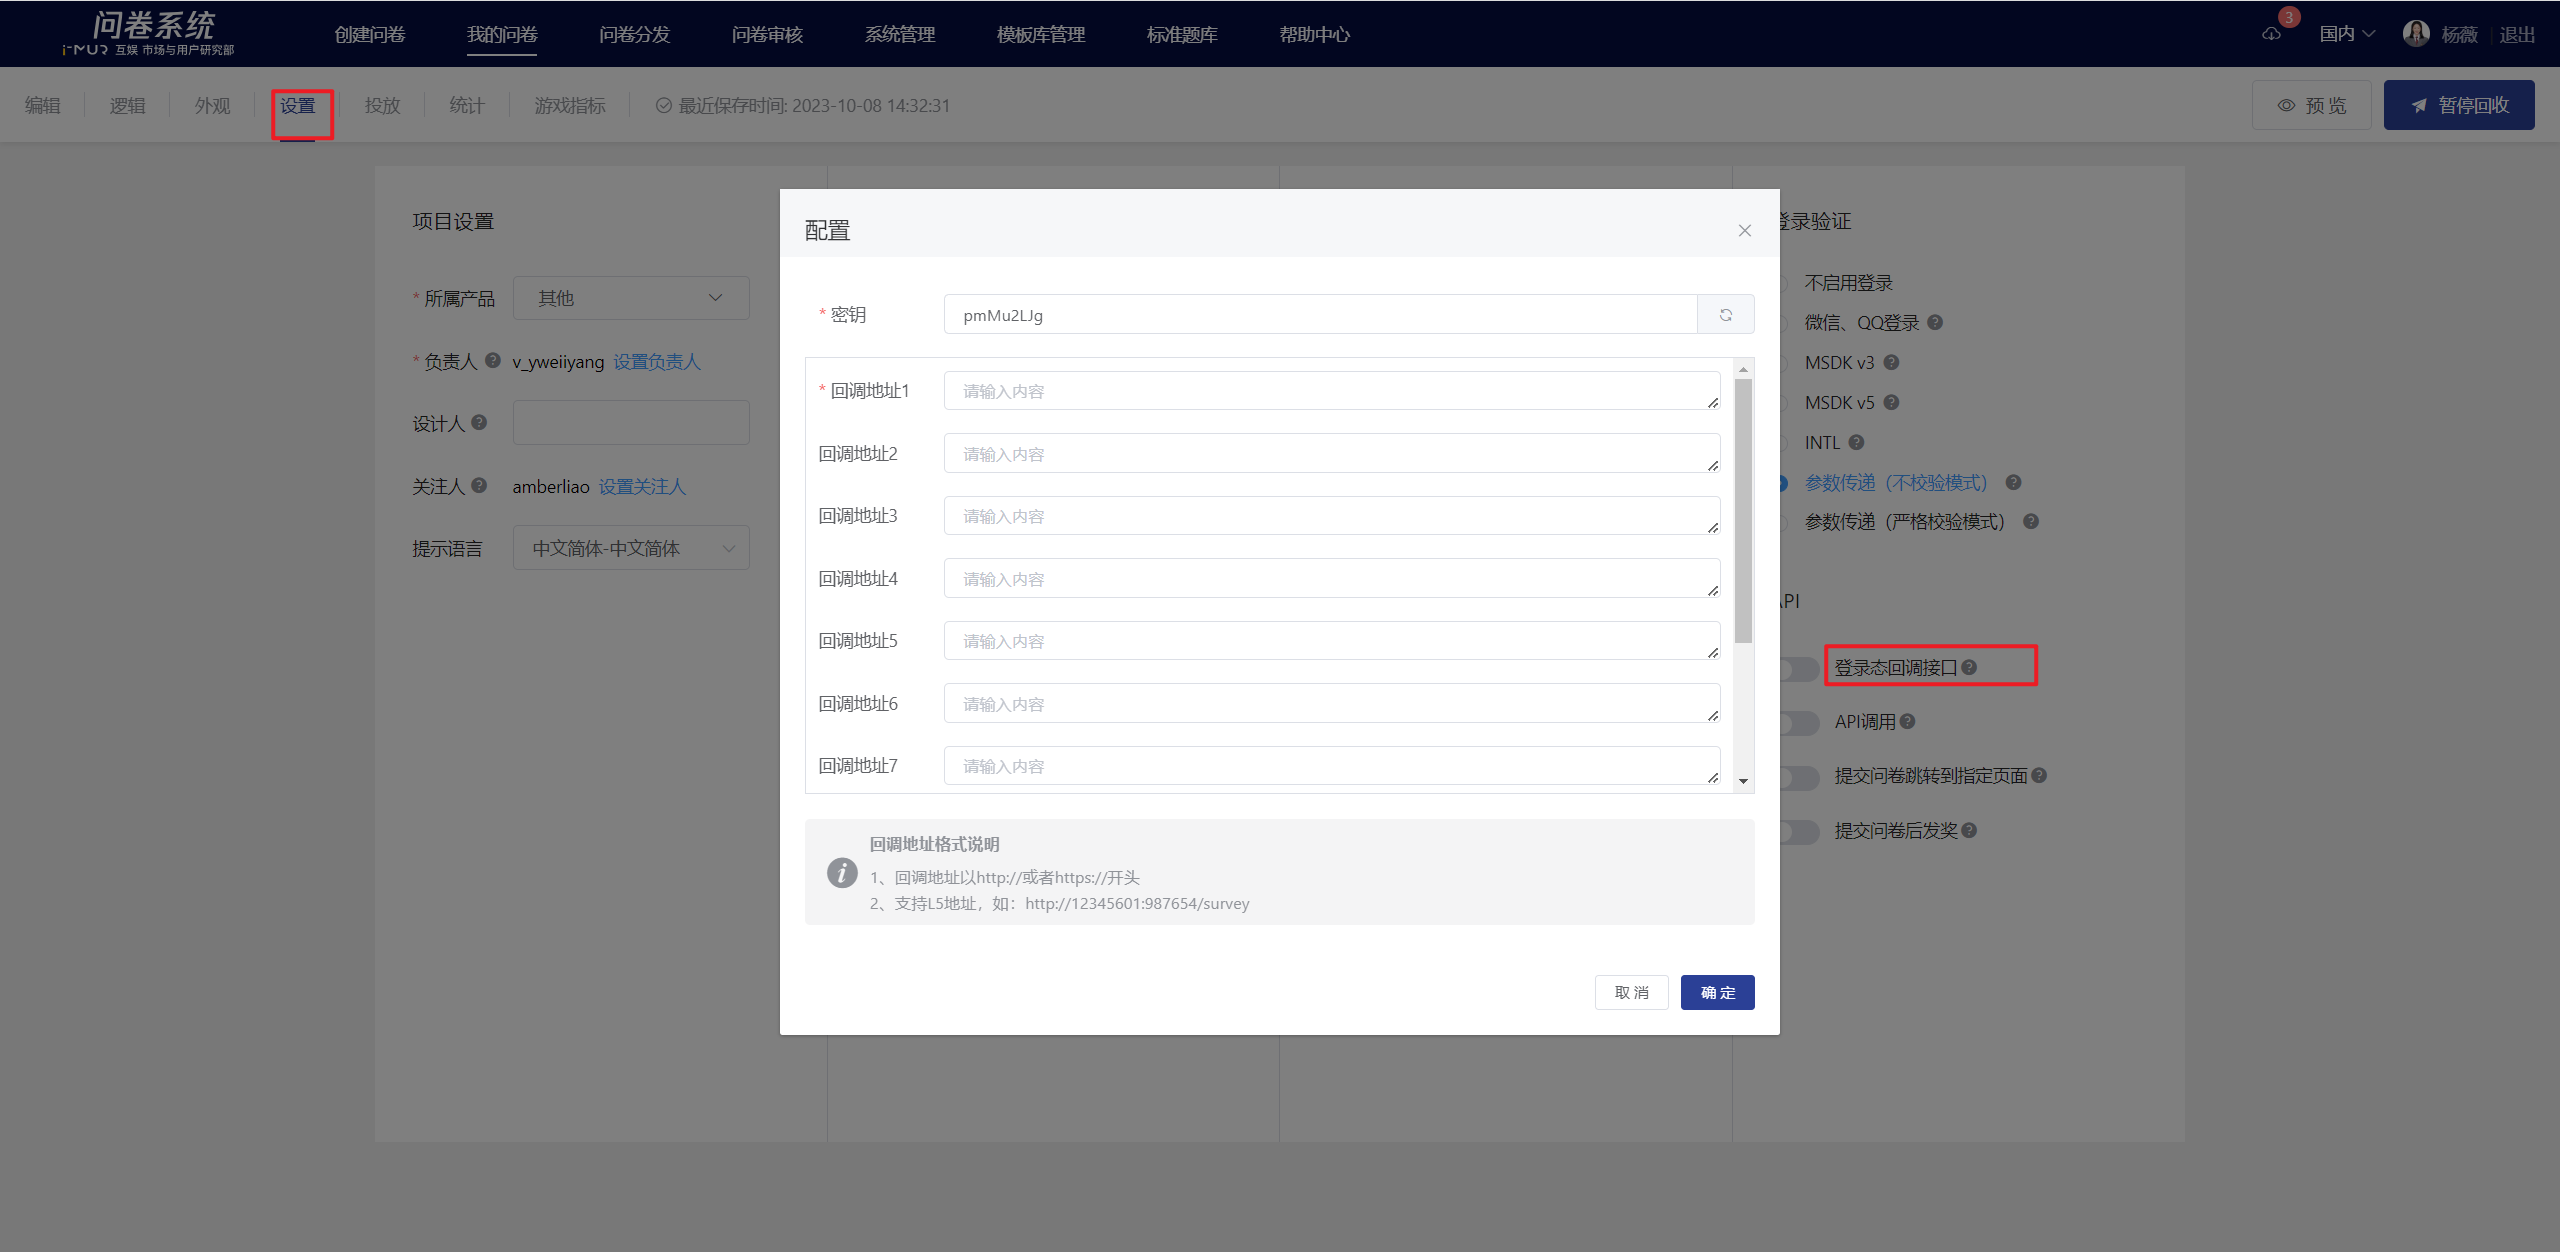 问卷系统
i-MUR 互娱 市场与用户研究部
创建问卷
我的问卷
问卷分发
问卷审核
系统管理
模板库管理
标准题库
帮助中心
3
国内
杨薇
退出
编辑
逻辑
外观
设置
投放
统计
游戏指标
最近保存时间: 2023-10-08 14:32:31
预 览
暂停回收
项目设置
* 所属产品
其他
* 负责人
v_yweiiyang 设置负责人
设计人
关注人
amberliao 设置关注人
提示语言
中文简体-中文简体
配置
* 密钥
pmMu2LJg
* 回调地址1
请输入内容
回调地址2
请输入内容
回调地址3
请输入内容
回调地址4
请输入内容
回调地址5
请输入内容
回调地址6
请输入内容
回调地址7
请输入内容
回调地址格式说明
1、回调地址以http://或者https://开头
2、支持L5地址，如：http://12345601:987654/survey
取 消
确 定
登录验证
不启用登录
微信、QQ登录
MSDK v3
MSDK v5
INTL
参数传递（不校验模式）
参数传递（严格校验模式）
API
登录态回调接口
API调用
提交问卷跳转到指定页面
提交问卷后发奖